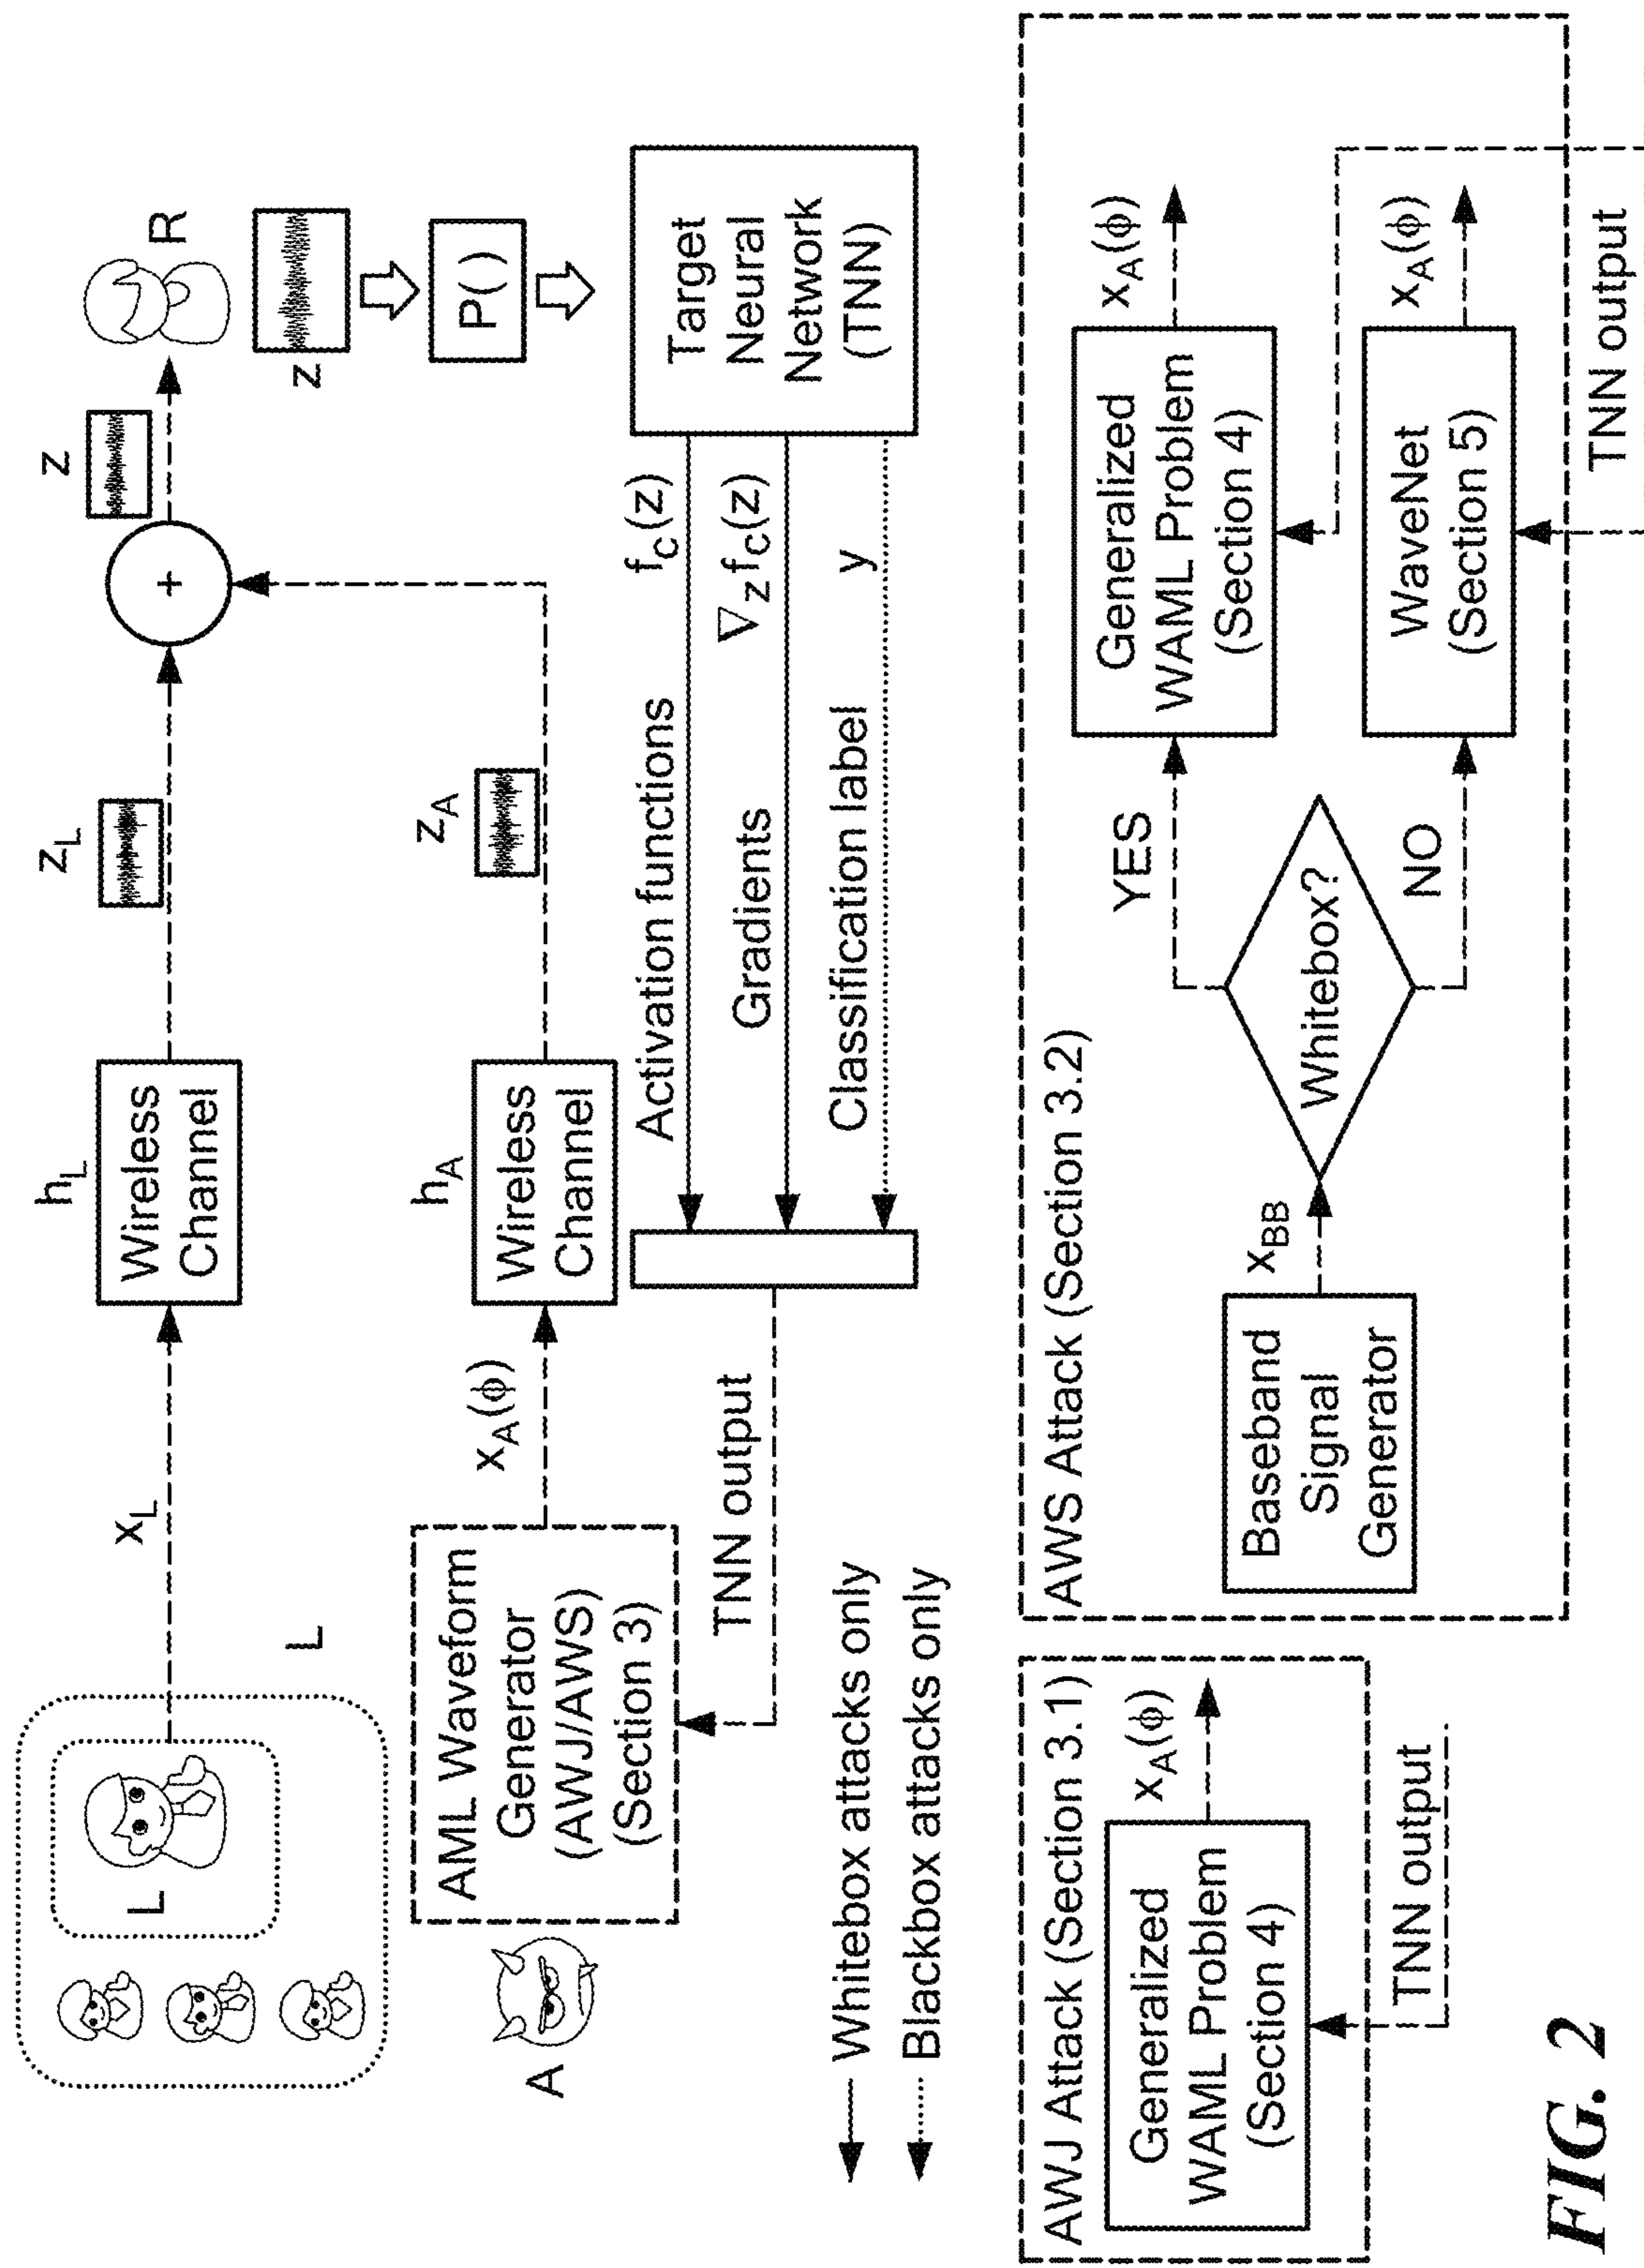 L
L
x_L
h_L
Wireless
Channel
z_L
z
+
R
z
P( )
Target
Neural
Network
(TNN)
A
AML Waveform
Generator
(AWJ/AWS)
(Section 3)
x_A(ϕ)
h_A
Wireless
Channel
z_A
Activation functions
f_c(z)
Gradients
∇_z f_c(z)
Classification label
y
TNN output
Whitebox attacks only
Blackbox attacks only
AWJ Attack (Section 3.1)
Generalized
WAML Problem
(Section 4)
x_A(ϕ)
TNN output
AWS Attack (Section 3.2)
Baseband
Signal
Generator
x_BB
Whitebox?
YES
NO
Generalized
WAML Problem
(Section 4)
x_A(ϕ)
WaveNet
(Section 5)
x_A(ϕ)
TNN output
FIG. 2